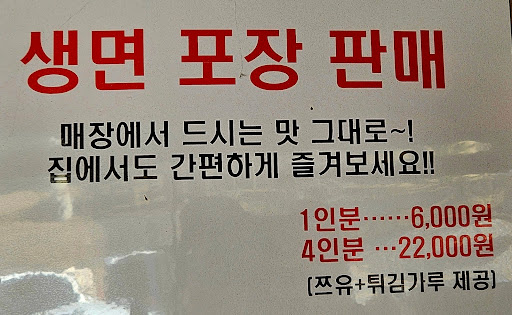 생면 포장 판매
매장에서 드시는 맛 그대로~!
집에서도 간편하게 즐겨보세요!!
1인분⋯⋯6,000원
4인분 ⋯22,000원
(쯔유+튀김가루 제공)